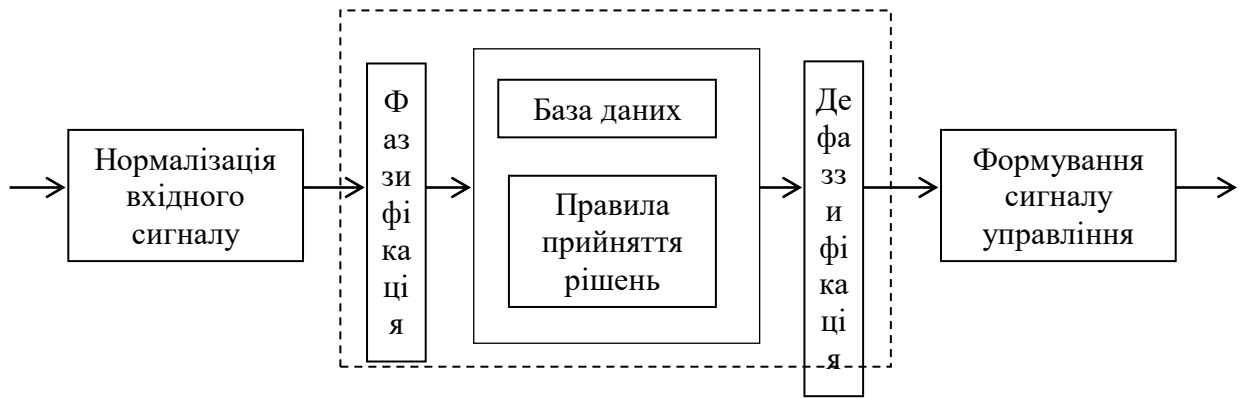 Нормалізація
вхідного
сигналу
Ф
аз
зи
фі
ка
ці
я
База даних
Правила
прийняття
рішень
Де
фа
зз
и
фі
ка
ці
я
Формування
сигналу
управління